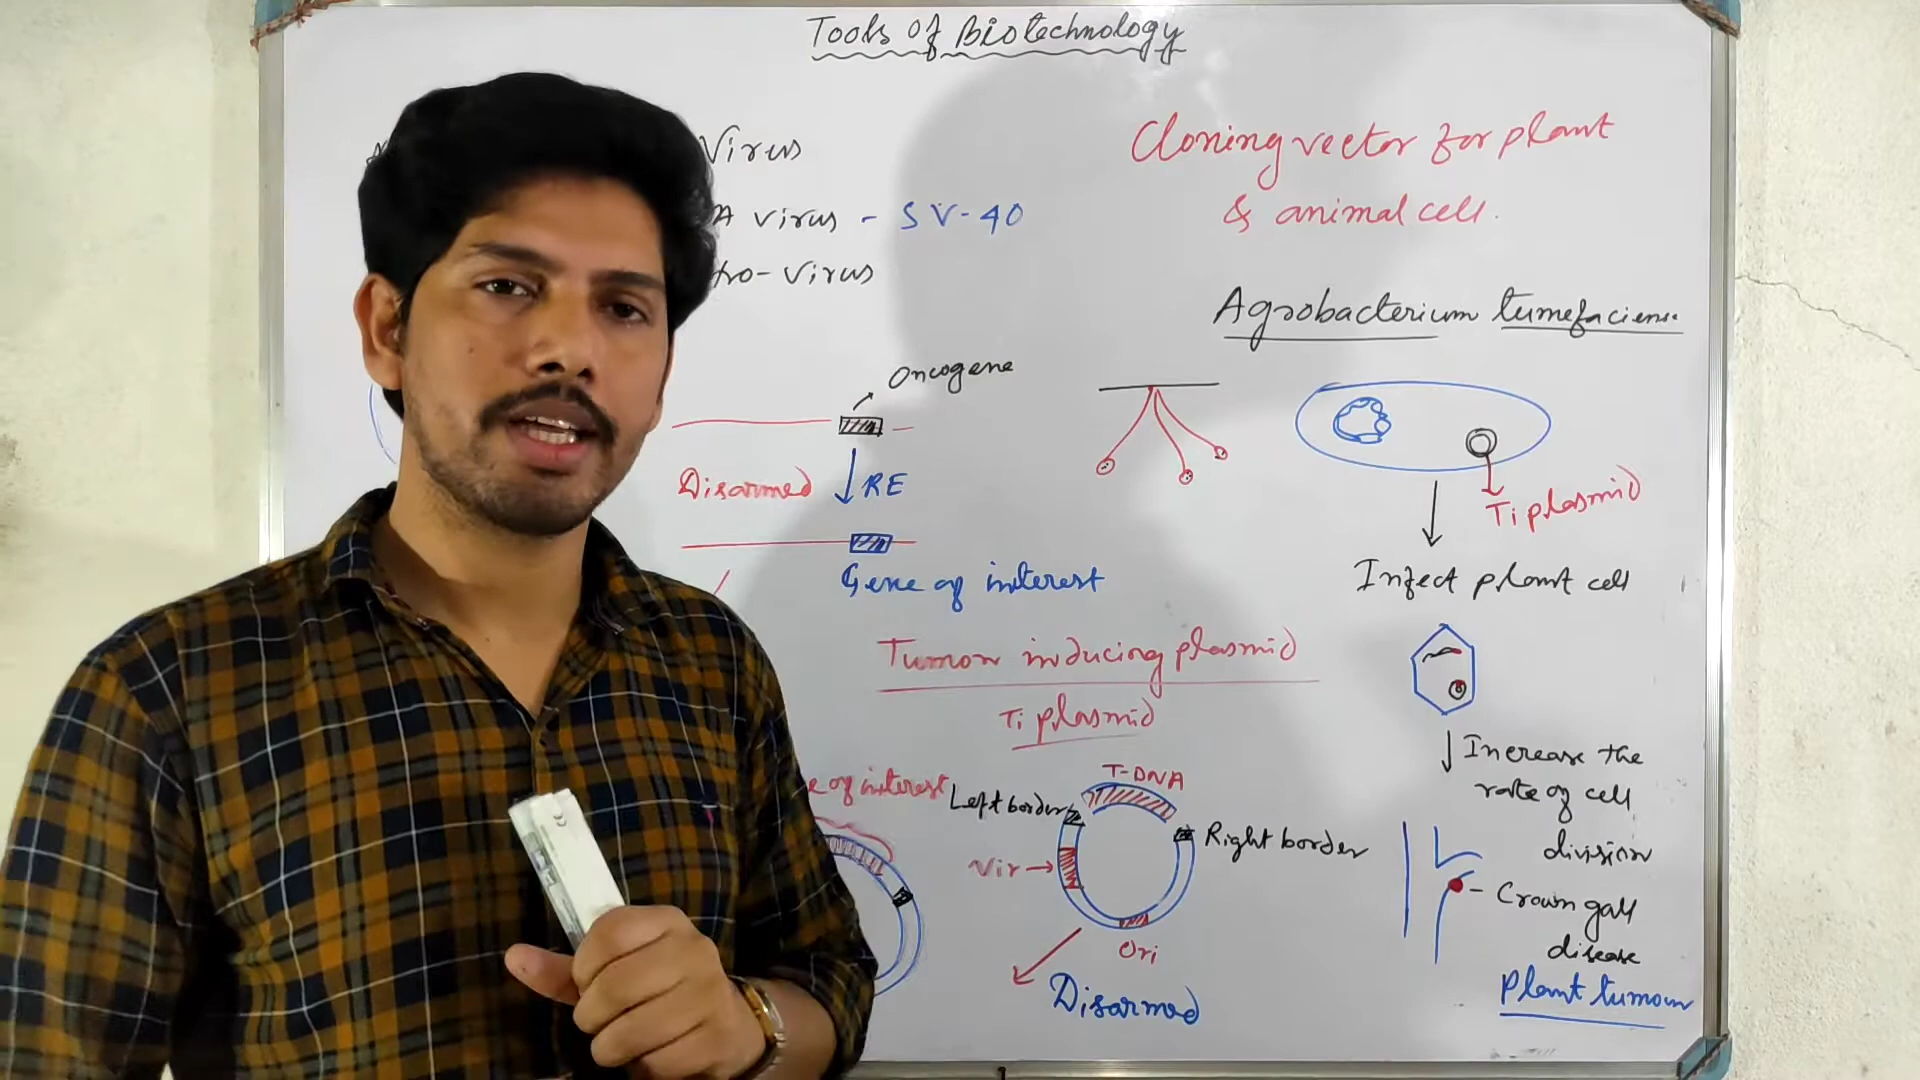 Tools Of Biotechnology
Virus
A virus - SV-40
tro-virus
Cloning vector for plant
& animal cell.
Agrobacterium tumefaciens
Oncogene
Disarmed
RE
Gene of interest
Ti plasmid
Infect plant cell
Tumor inducing plasmid
Ti plasmid
Increase the
rate of cell
division
e of interest
Left border
T-DNA
Right border
Vir
Ori
Disarmed
Crown gall
disease
Plant tumour